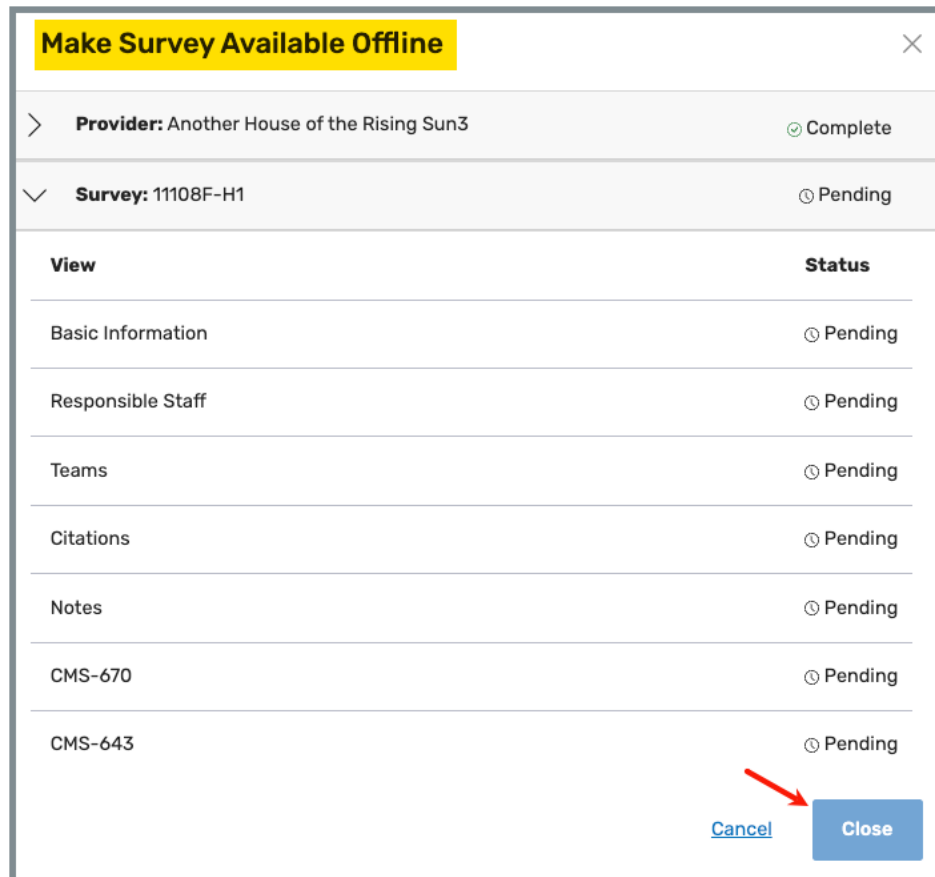 Make Survey Available Offline
Provider: Another House of the Rising Sun3 Complete
Survey: 11108F-H1 Pending
View Status
Basic Information Pending
Responsible Staff Pending
Teams Pending
Citations Pending
Notes Pending
CMS-670 Pending
CMS-643 Pending
Cancel Close